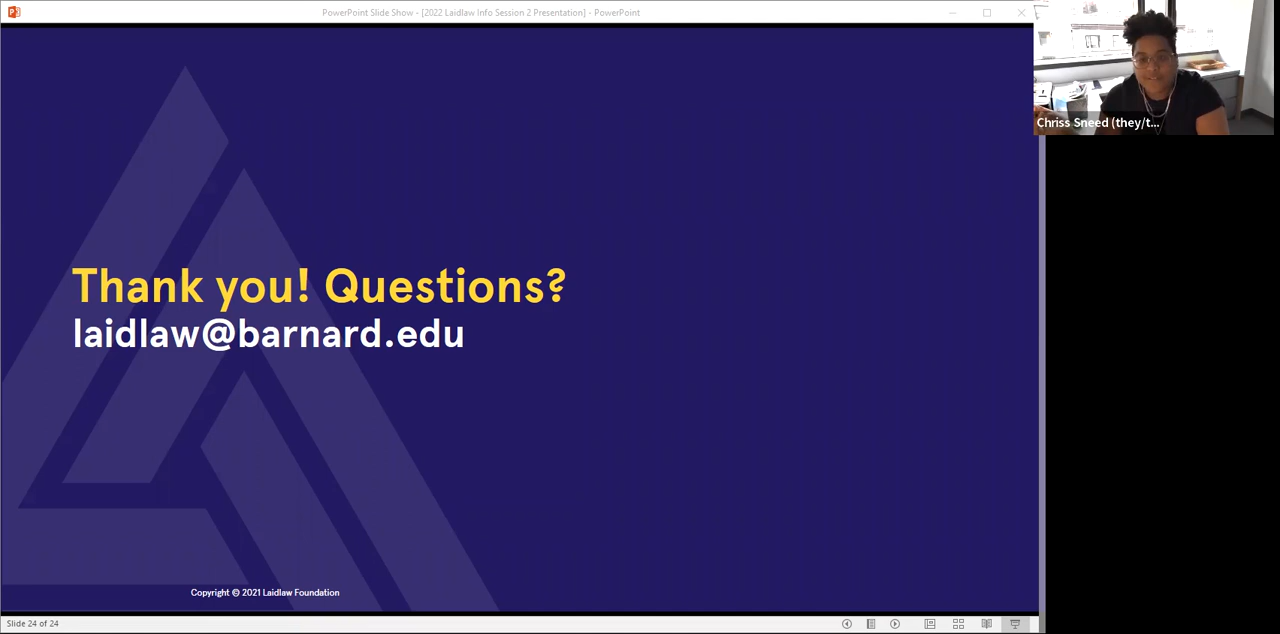 PowerPoint Slide Show - [2022 Laidlaw Info Session 2 Presentation] - PowerPoint
Chriss Sneed (they/t...
Thank you! Questions?
laidlaw@barnard.edu
Copyright © 2021 Laidlaw Foundation
Slide 24 of 24